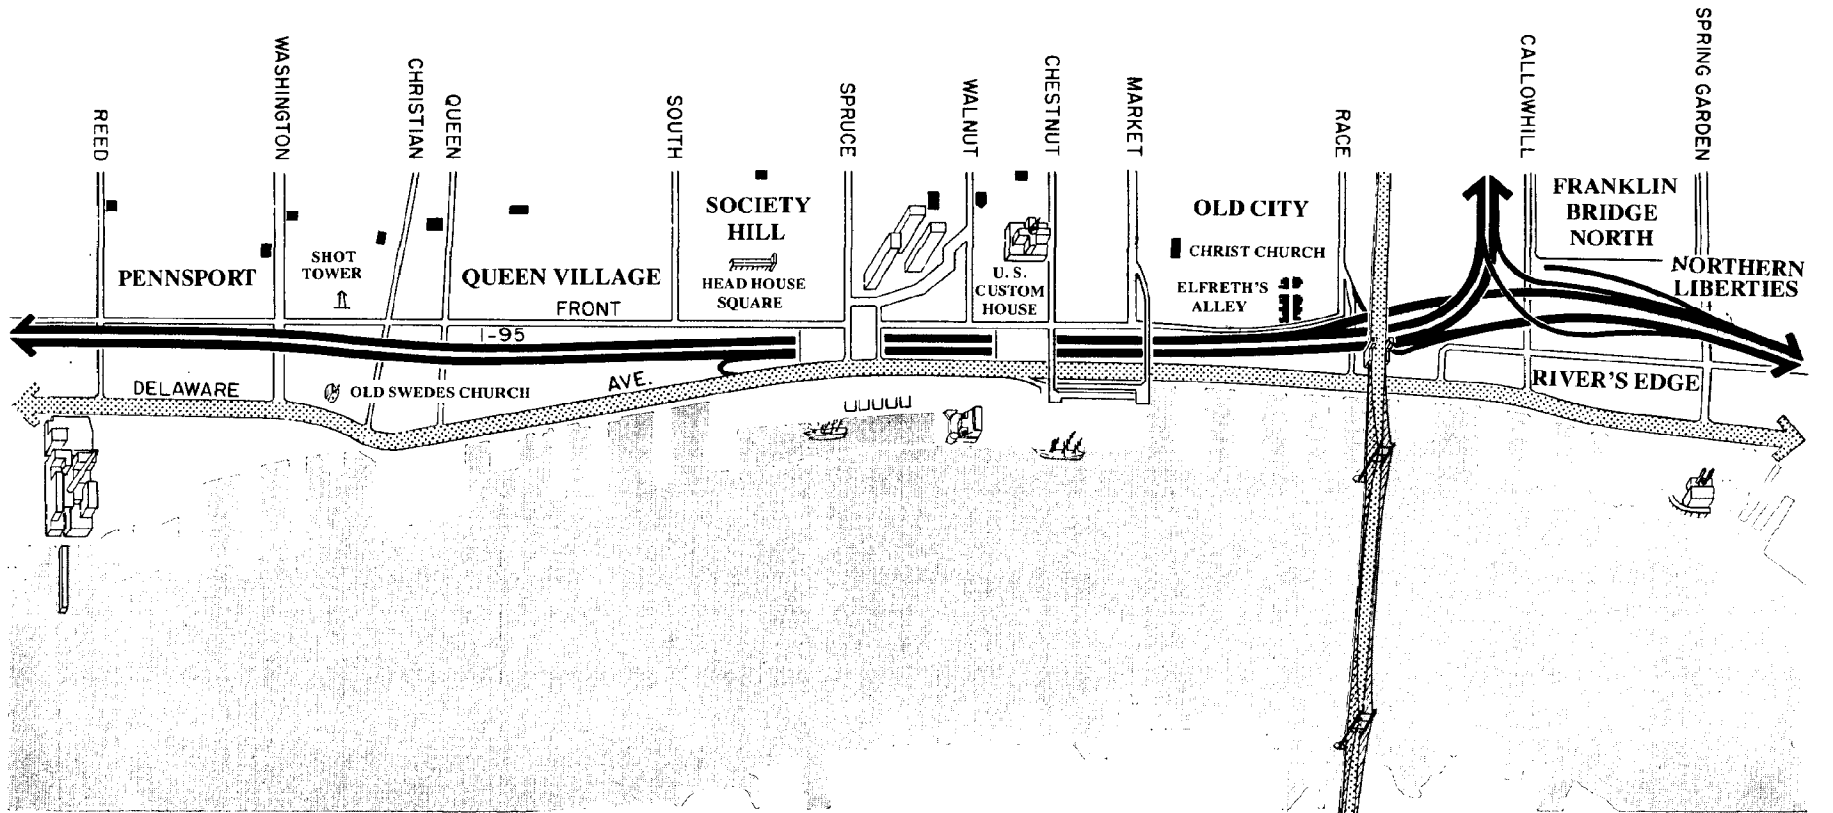 REED
WASHINGTON
CHRISTIAN
QUEEN
SOUTH
SPRUCE
WALNUT
CHESTNUT
MARKET
RACE
CALLOWHILL
SPRING GARDEN
PENNSPORT
SHOT
TOWER
QUEEN VILLAGE
FRONT
SOCIETY
HILL
HEAD HOUSE
SQUARE
U. S.
CUSTOM
HOUSE
OLD CITY
CHRIST CHURCH
ELFRETH'S
ALLEY
FRANKLIN
BRIDGE
NORTH
NORTHERN
LIBERTIES
I-95
DELAWARE AVE.
OLD SWEDES CHURCH
RIVER'S EDGE